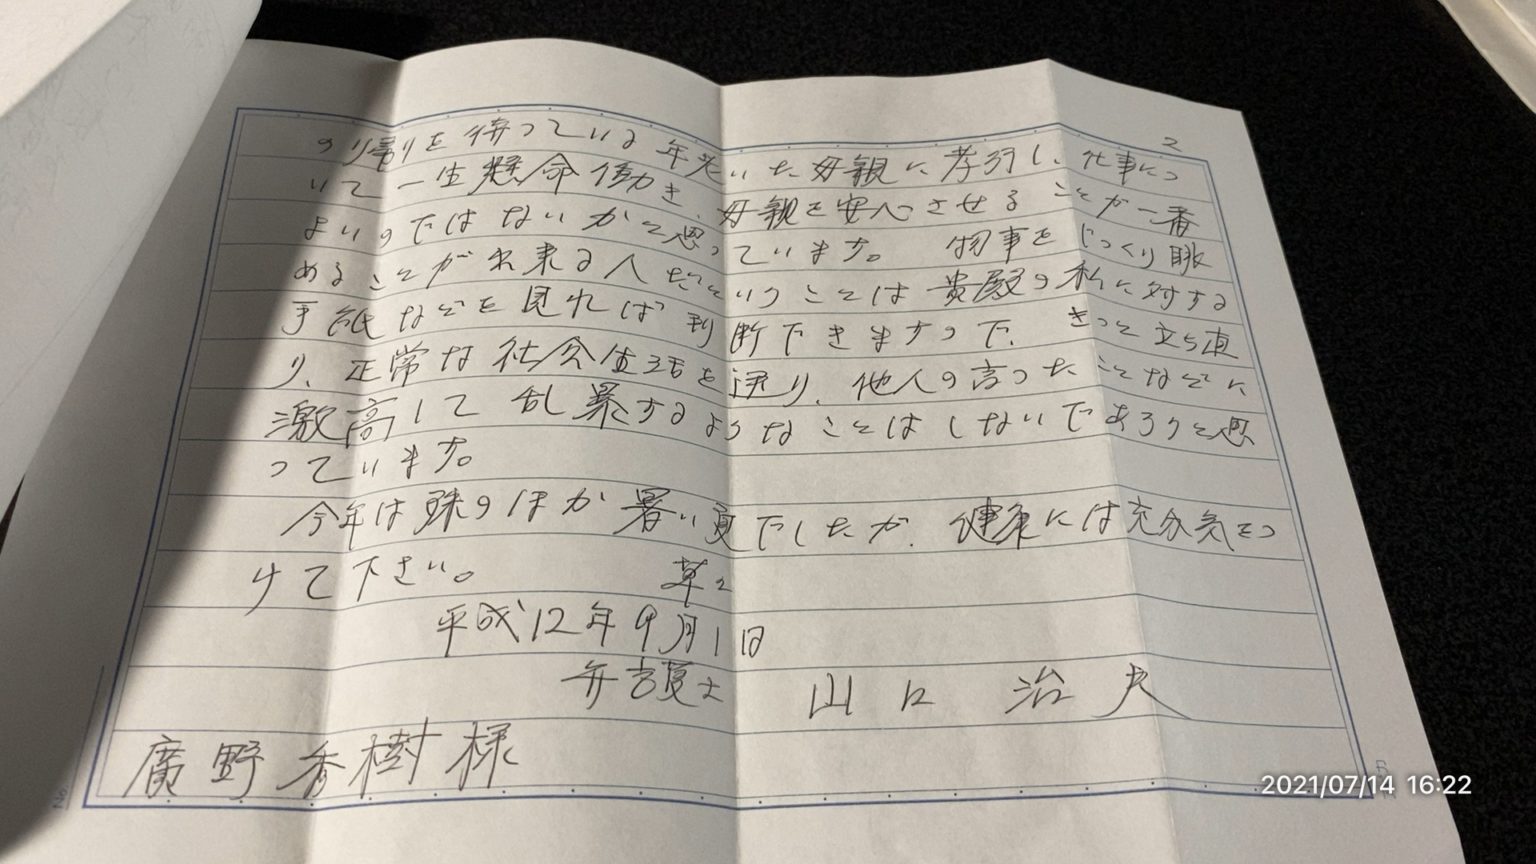 2
の帰りを待っている年老いた母親に孝行し、仕事につ
いて一生懸命働き、母親を安心させることが一番
よいのではないかと思っています。 物事をじっくり眺
めることが出来る人だということは貴殿の私に対する
手紙などを見れば判断できますので、きっと立ち直
り、正常な社会生活を送り、他人の言ったことなどに
激高して乱暴するようなことはしないであろうと思
っています。
今年は殊のほか暑い夏でしたが、健康には充分気をつ
けて下さい。 草々
平成12年9月1日
弁護士 山口治夫
廣野秀樹様
2021/07/14 16:22